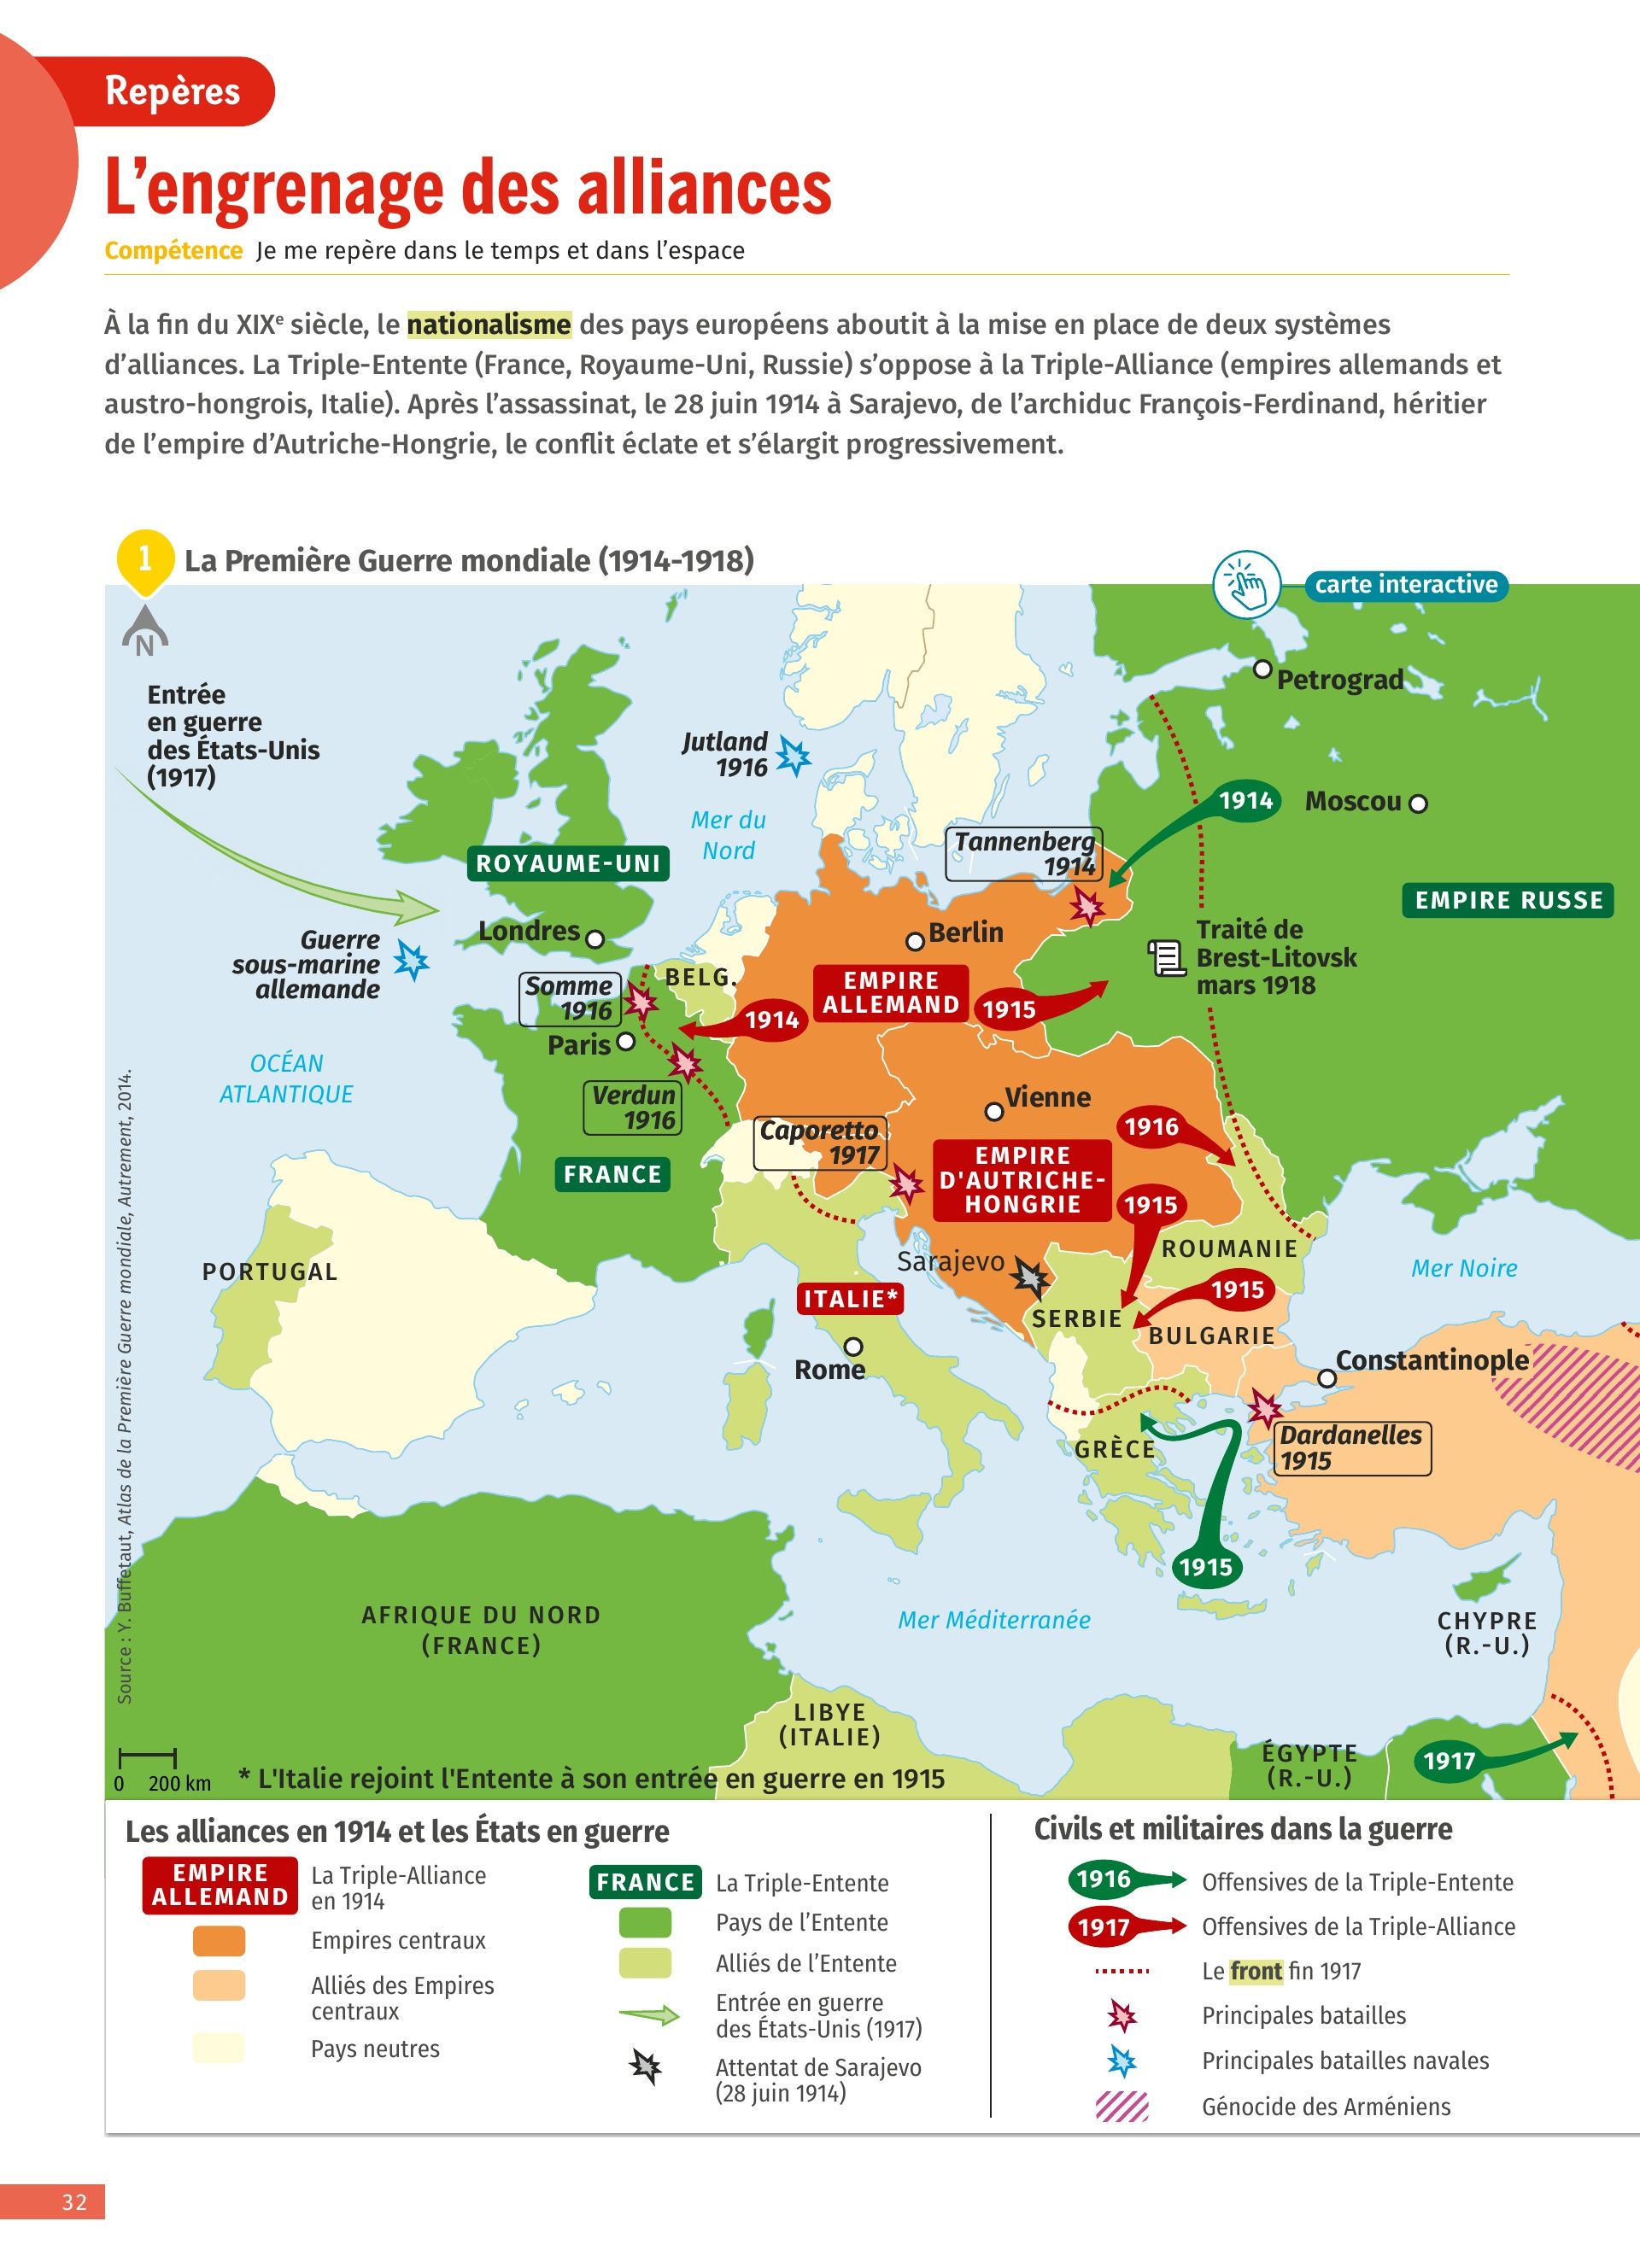 Repères
L'engrenage des alliances
Compétence Je me repère dans le temps et dans l'espace
À la fin du XIXe siècle, le nationalisme des pays européens aboutit à la mise en place de deux systèmes
d'alliances. La Triple-Entente (France, Royaume-Uni, Russie) s'oppose à la Triple-Alliance (empires allemands et
austro-hongrois, Italie). Après l'assassinat, le 28 juin 1914 à Sarajevo, de l'archiduc François-Ferdinand, héritier
de l'empire d'Autriche-Hongrie, le conflit éclate et s'élargit progressivement.
1 La Première Guerre mondiale (1914-1918)
carte interactive
N
Petrograd
Entrée
en guerre
des États-Unis
(1917)
Jutland
1916
1914
Moscou
Mer du
Nord
Tannenberg
1914
ROYAUME-UNI
EMPIRE RUSSE
Londres
Berlin
Guerre
sous-marine
allemande
Traité de
Brest-Litovsk
mars 1918
BELG.
Somme
1916
EMPIRE
ALLEMAND
1915
1914
Paris
OCÉAN
ATLANTIQUE
Verdun
1916
Vienne
Caporetto
1917
1916
FRANCE
EMPIRE
D'AUTRICHE-
HONGRIE
1915
ROUMANIE
Sarajevo
Mer Noire
PORTUGAL
ITALIE*
1915
SERBIE
BULGARIE
Rome
Constantinople
Dardanelles
1915
GRÈCE
1915
AFRIQUE DU NORD
(FRANCE)
Mer Méditerranée
CHYPRE
(R.-U.)
LIBYE
(ITALIE)
ÉGYPTE
(R.-U.)
1917
Source : Y. Buffetaut, Atlas de la Première Guerre mondiale, Autrement, 2014.
0 200 km
* L'Italie rejoint l'Entente à son entrée en guerre en 1915
Les alliances en 1914 et les États en guerre
EMPIRE
ALLEMAND
La Triple-Alliance
en 1914
Empires centraux
Alliés des Empires
centraux
Pays neutres
FRANCE La Triple-Entente
Pays de l'Entente
Alliés de l'Entente
Entrée en guerre
des États-Unis (1917)
Attentat de Sarajevo
(28 juin 1914)
Civils et militaires dans la guerre
1916 Offensives de la Triple-Entente
1917 Offensives de la Triple-Alliance
Le front fin 1917
Principales batailles
Principales batailles navales
Génocide des Arméniens
32